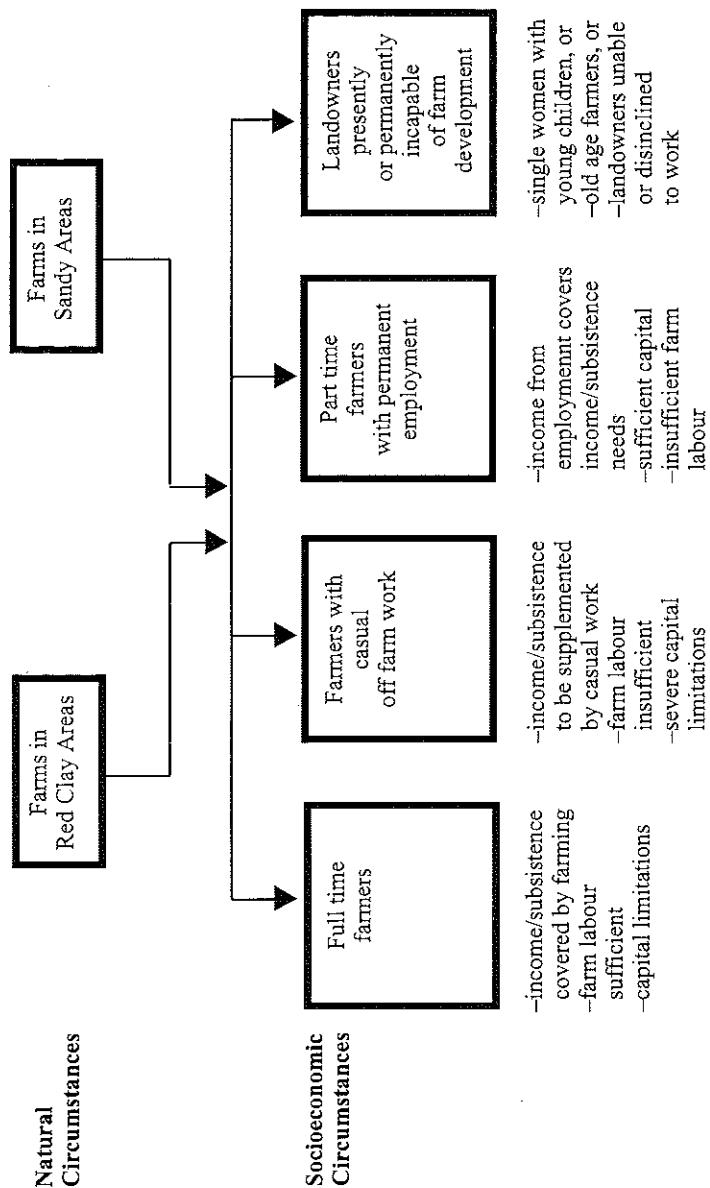 Natural
Circumstances
Farms in
Red Clay Areas
Farms in
Sandy Areas
Socioeconomic
Circumstances
Full time
farmers
Farmers with
casual
off farm work
Part time
farmers
with permanent
employment
Landowners
presently
or permanently
incapable
of farm
development
–income/subsistence
covered by farming
–farm labour
sufficient
–capital limitations
–income/subsistence
to be supplemented
by casual work
–farm labour
insufficient
–severe capital
limitations
–income from
employmennt covers
income/subsistence
needs
–sufficient capital
–insufficient farm
labour
–single women with
young children, or
–old age farmers, or
–landowners unable
or disinclined
to work